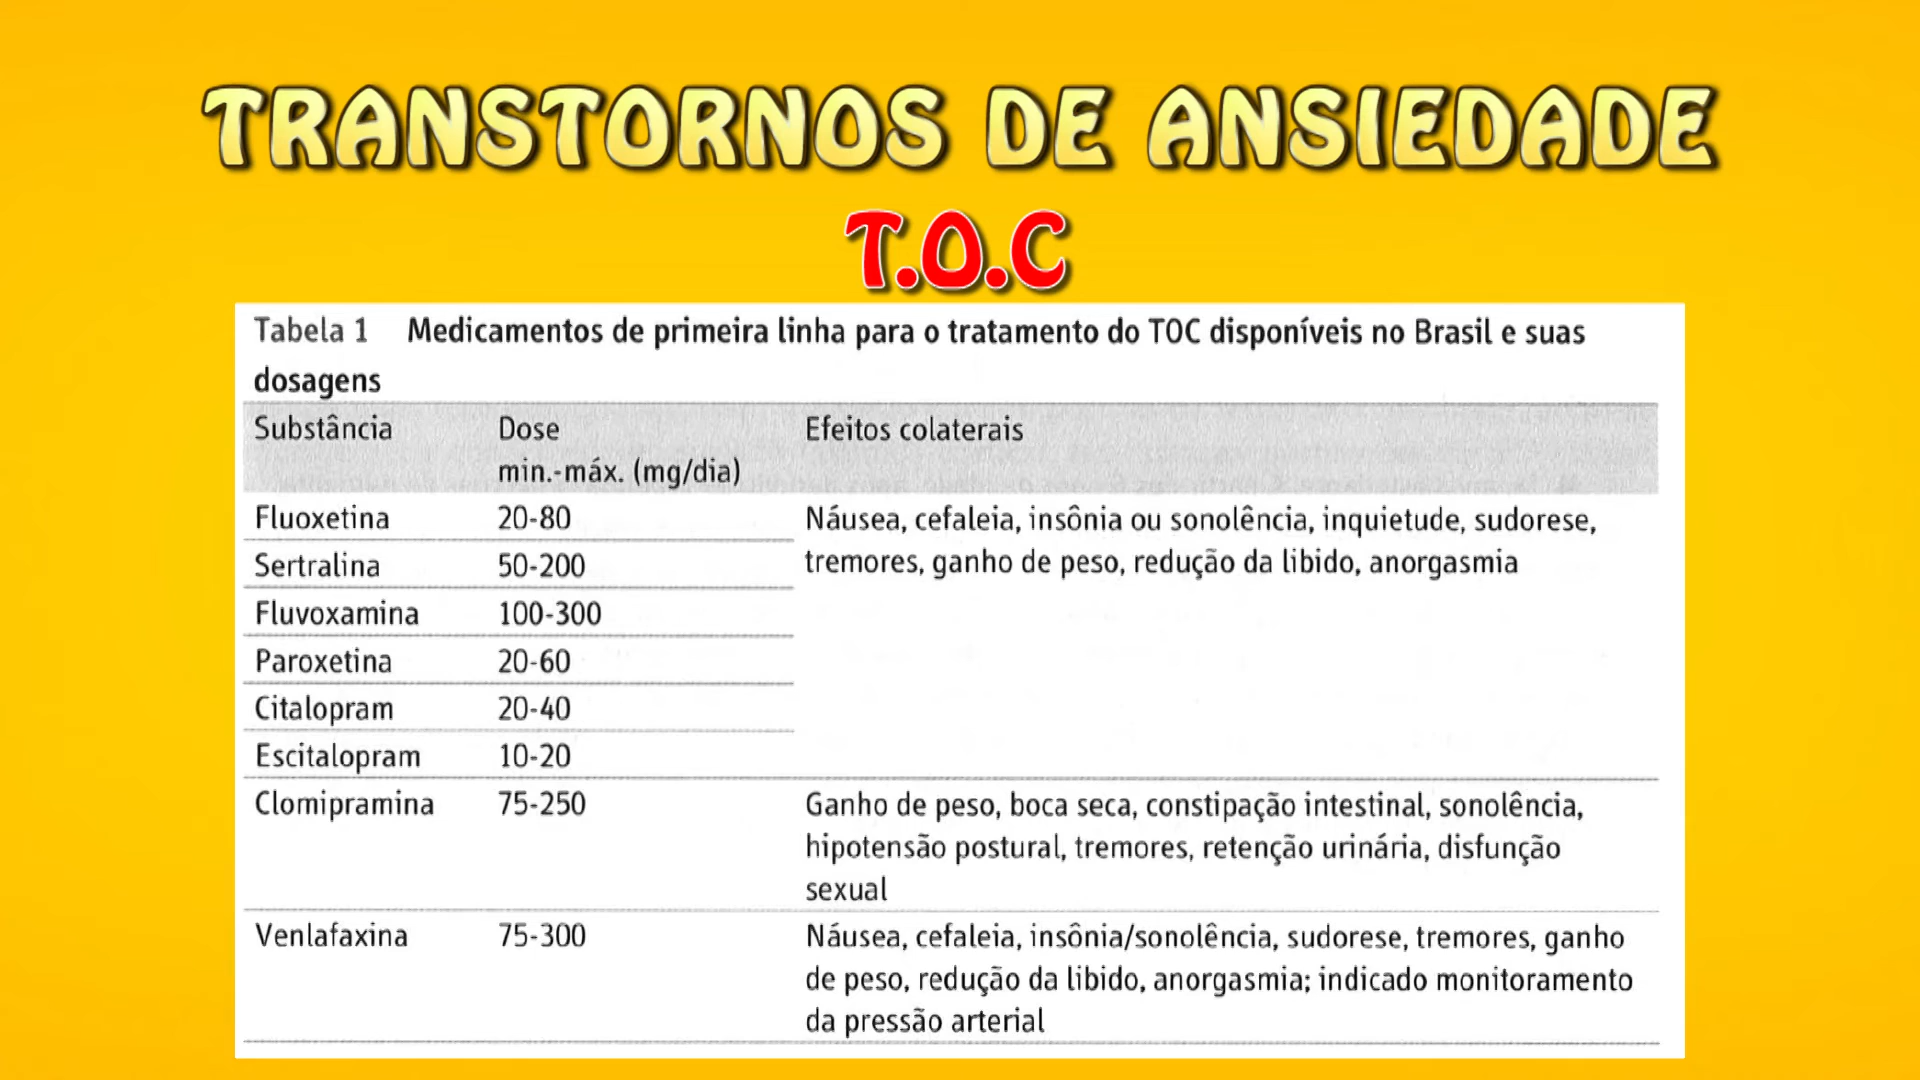 TRANSTORNOS DE ANSIEDADE
T.O.C
Tabela 1 Medicamentos de primeira linha para o tratamento do TOC disponíveis no Brasil e suas
dosagens
Substância Dose Efeitos colaterais
min.-máx. (mg/dia)
Fluoxetina 20-80 Náusea, cefaleia, insônia ou sonolência, inquietude, sudorese,
tremores, ganho de peso, redução da libido, anorgasmia
Sertralina 50-200
Fluvoxamina 100-300
Paroxetina 20-60
Citalopram 20-40
Escitalopram 10-20
Clomipramina 75-250 Ganho de peso, boca seca, constipação intestinal, sonolência,
hipotensão postural, tremores, retenção urinária, disfunção
sexual
Venlafaxina 75-300 Náusea, cefaleia, insônia/sonolência, sudorese, tremores, ganho
de peso, redução da libido, anorgasmia; indicado monitoramento
da pressão arterial